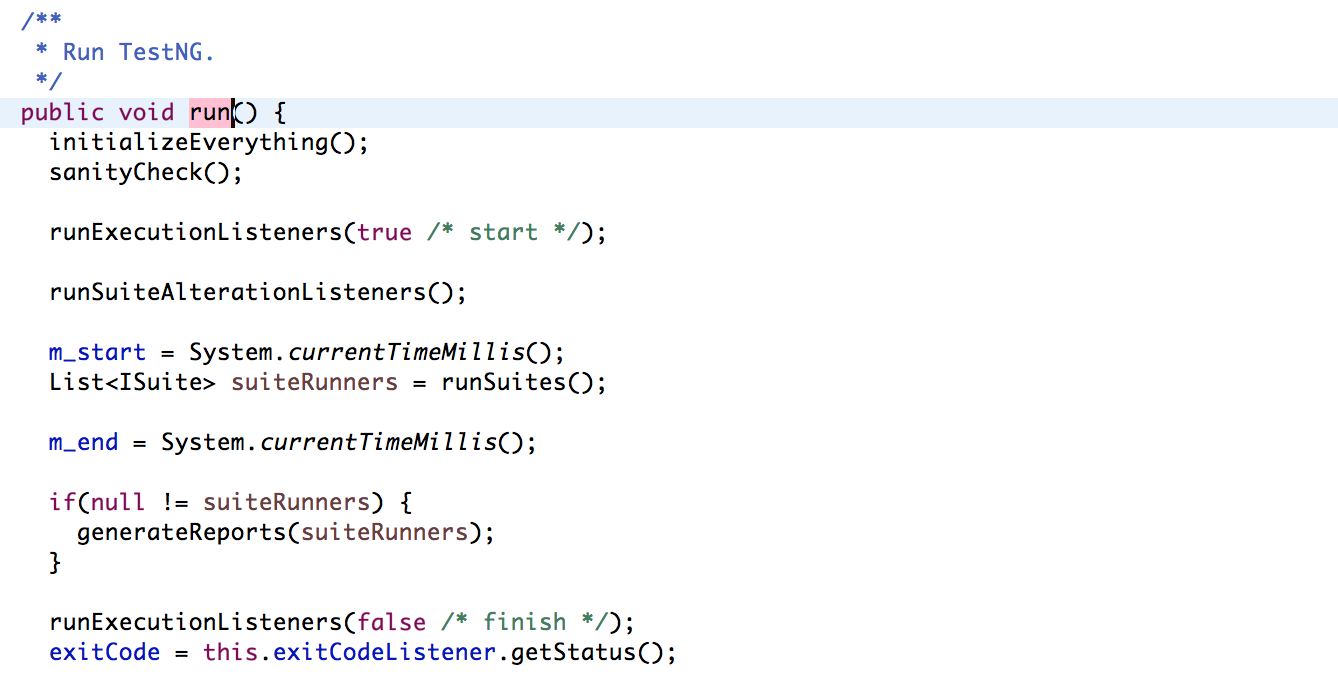 /**
 * Run TestNG.
 */
public void run() {
  initializeEverything();
  sanityCheck();

  runExecutionListeners(true /* start */);

  runSuiteAlterationListeners();

  m_start = System.currentTimeMillis();
  List<ISuite> suiteRunners = runSuites();

  m_end = System.currentTimeMillis();

  if(null != suiteRunners) {
    generateReports(suiteRunners);
  }

  runExecutionListeners(false /* finish */);
  exitCode = this.exitCodeListener.getStatus();